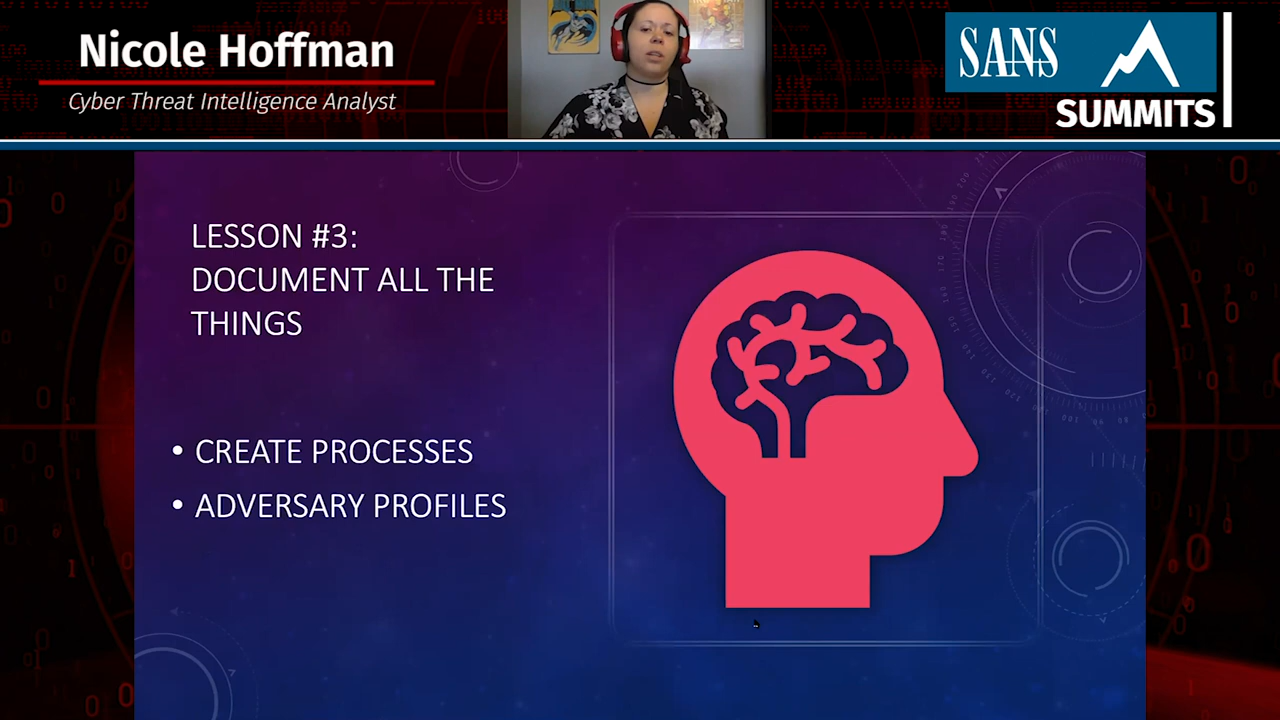 Nicole Hoffman
Cyber Threat Intelligence Analyst
SANS
SUMMITS
LESSON #3:
DOCUMENT ALL THE
THINGS
• CREATE PROCESSES
• ADVERSARY PROFILES